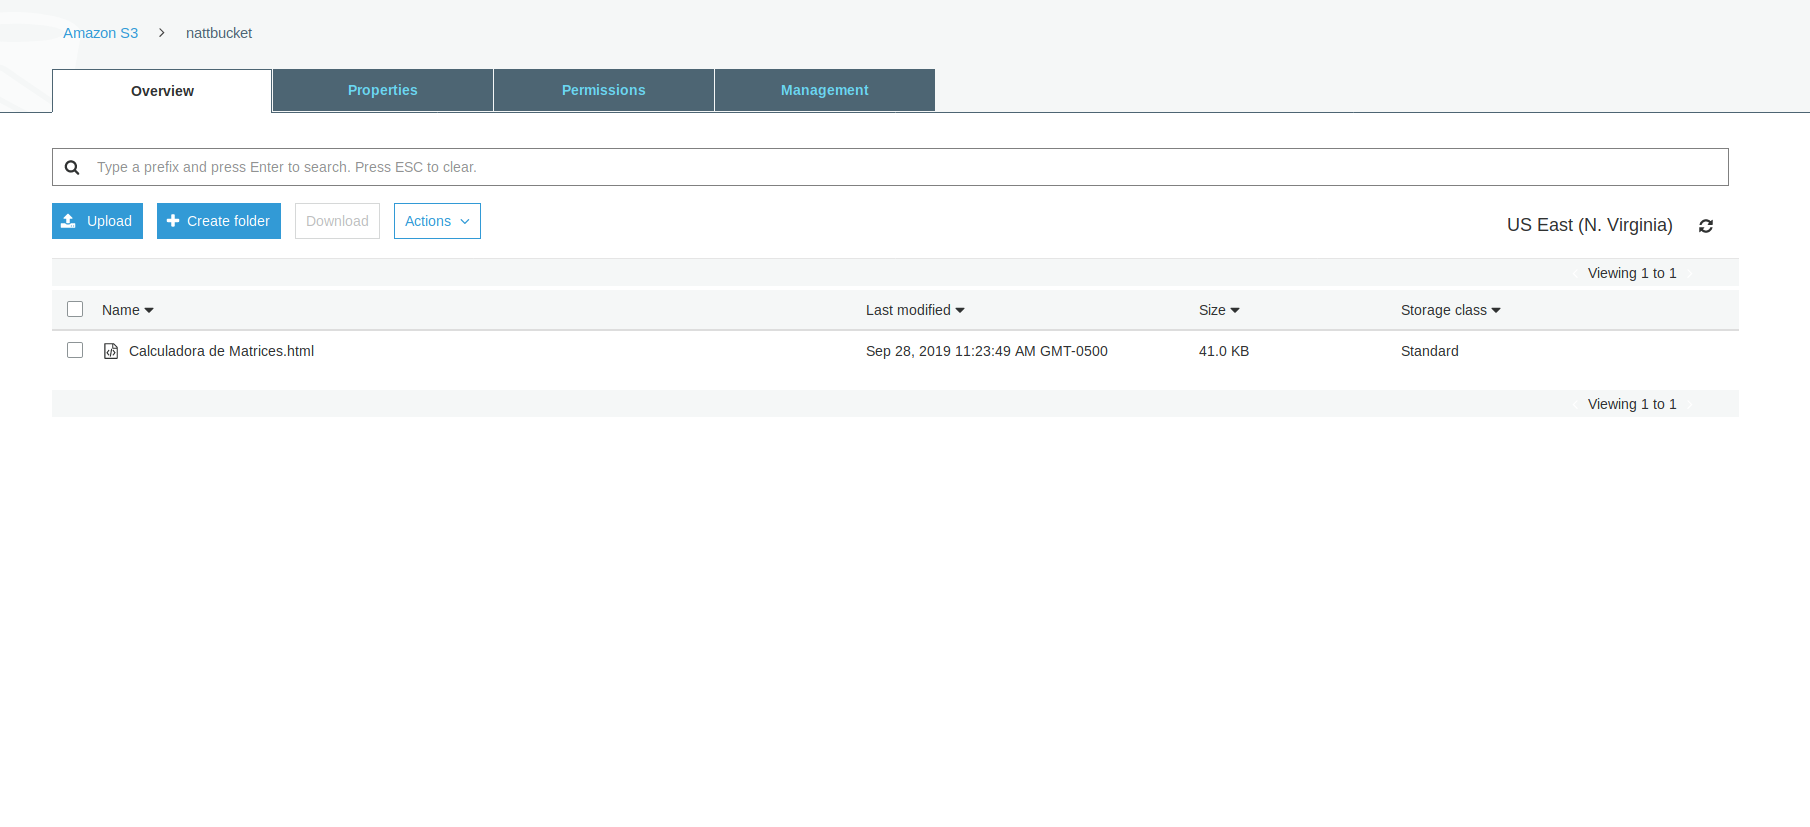 Amazon S3 > nattbucket
Overview Properties Permissions Management
Type a prefix and press Enter to search. Press ESC to clear.
Upload Create folder Download Actions US East (N. Virginia)
Viewing 1 to 1
Name Last modified Size Storage class
Calculadora de Matrices.html Sep 28, 2019 11:23:49 AM GMT-0500 41.0 KB Standard
Viewing 1 to 1